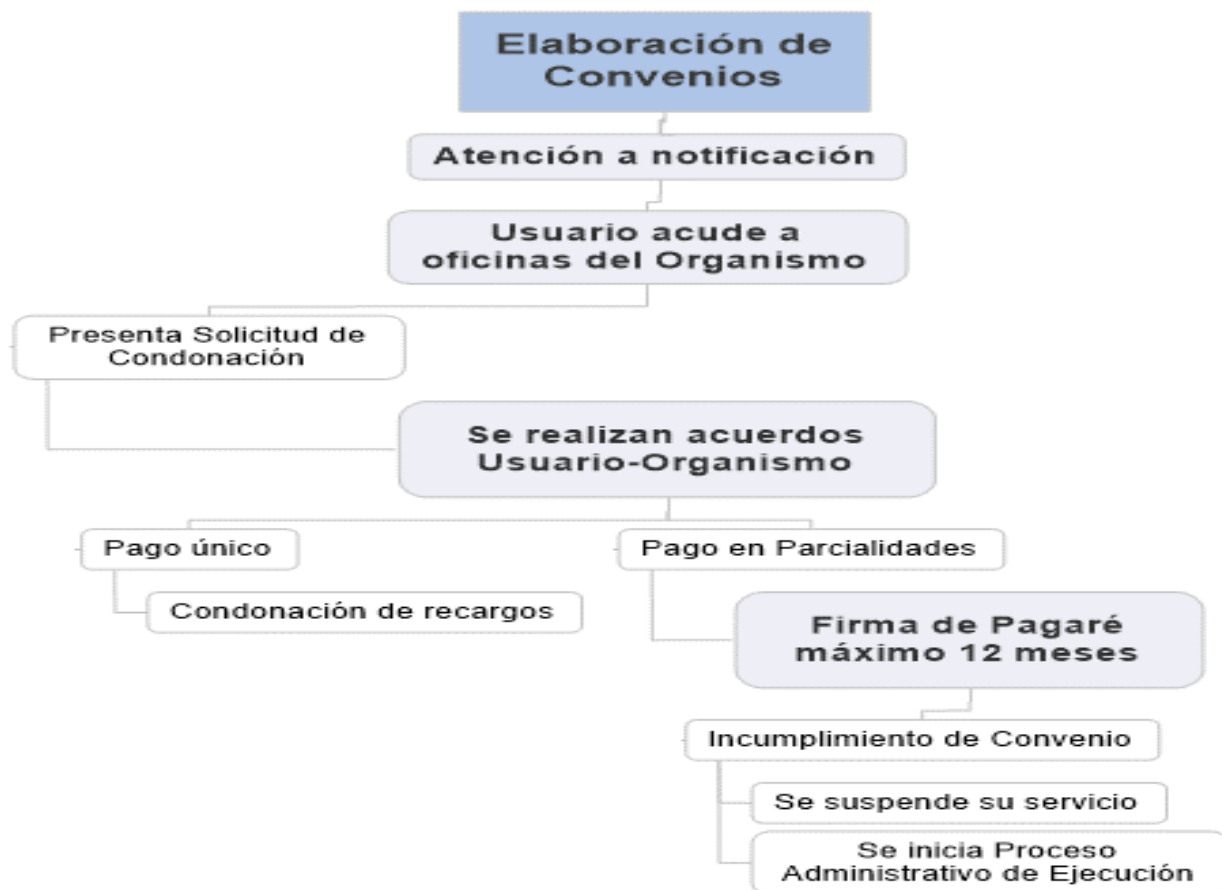 Elaboración de
Convenios
Atención a notificación
Usuario acude a
oficinas del Organismo
Presenta Solicitud de
Condonación
Se realizan acuerdos
Usuario-Organismo
Pago único
Pago en Parcialidades
Condonación de recargos
Firma de Pagaré
máximo 12 meses
Incumplimiento de Convenio
Se suspende su servicio
Se inicia Proceso
Administrativo de Ejecución